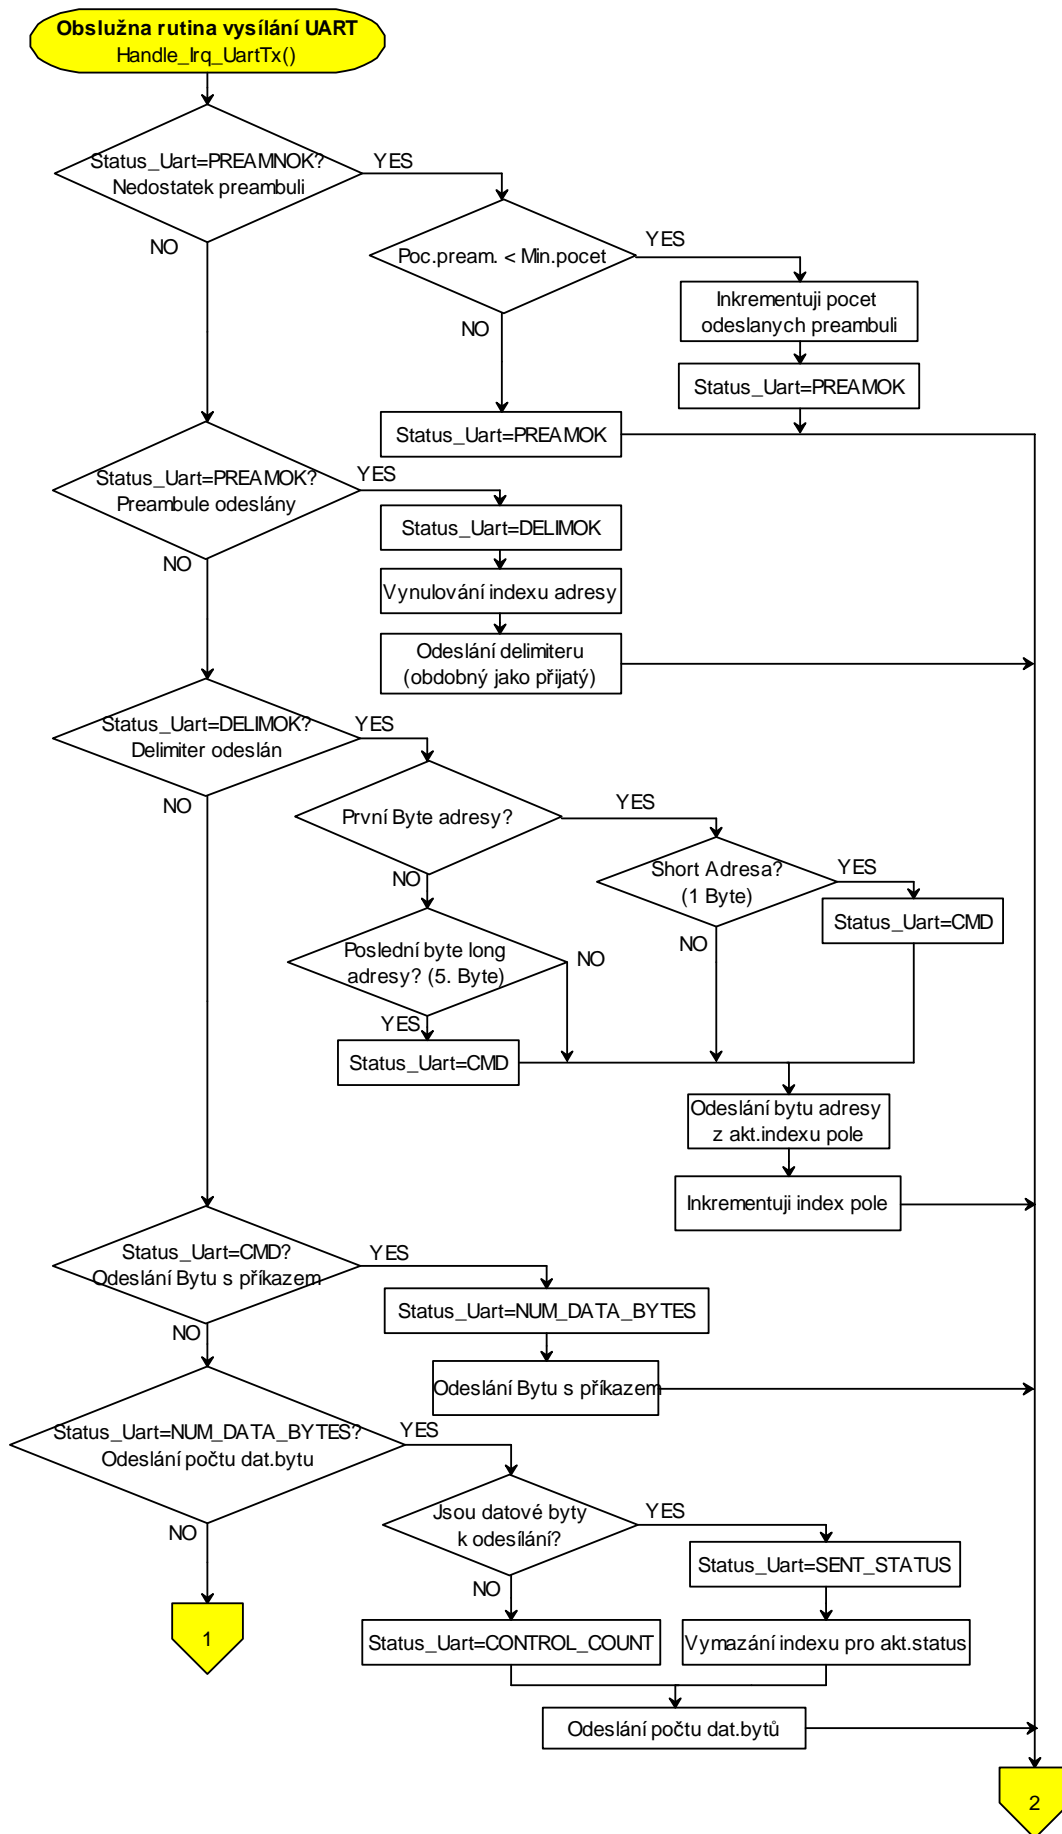 Obslužna rutina vysílání UART
Handle_Irq_UartTx()
Status_Uart=PREAMNOK?
Nedostatek preambuli
YES
NO
Poc.pream. < Min.pocet
YES
NO
Inkrementuji pocet
odeslanych preambuli
Status_Uart=PREAMOK
Status_Uart=PREAMOK
Status_Uart=PREAMOK?
Preambule odeslány
YES
NO
Status_Uart=DELIMOK
Vynulování indexu adresy
Odeslání delimiteru
(obdobný jako přijatý)
Status_Uart=DELIMOK?
Delimiter odeslán
YES
NO
První Byte adresy?
YES
NO
Short Adresa?
(1 Byte)
YES
NO
Status_Uart=CMD
Poslední byte long
adresy? (5. Byte)
NO
YES
Status_Uart=CMD
Odeslání bytu adresy
z akt.indexu pole
Inkrementuji index pole
Status_Uart=CMD?
Odeslání Bytu s příkazem
YES
NO
Status_Uart=NUM_DATA_BYTES
Odeslání Bytu s příkazem
Status_Uart=NUM_DATA_BYTES?
Odeslání počtu dat.bytu
YES
NO
Jsou datové byty
k odesílání?
YES
NO
Status_Uart=SENT_STATUS
Status_Uart=CONTROL_COUNT
Vymazání indexu pro akt.status
Odeslání počtu dat.bytů
1
2